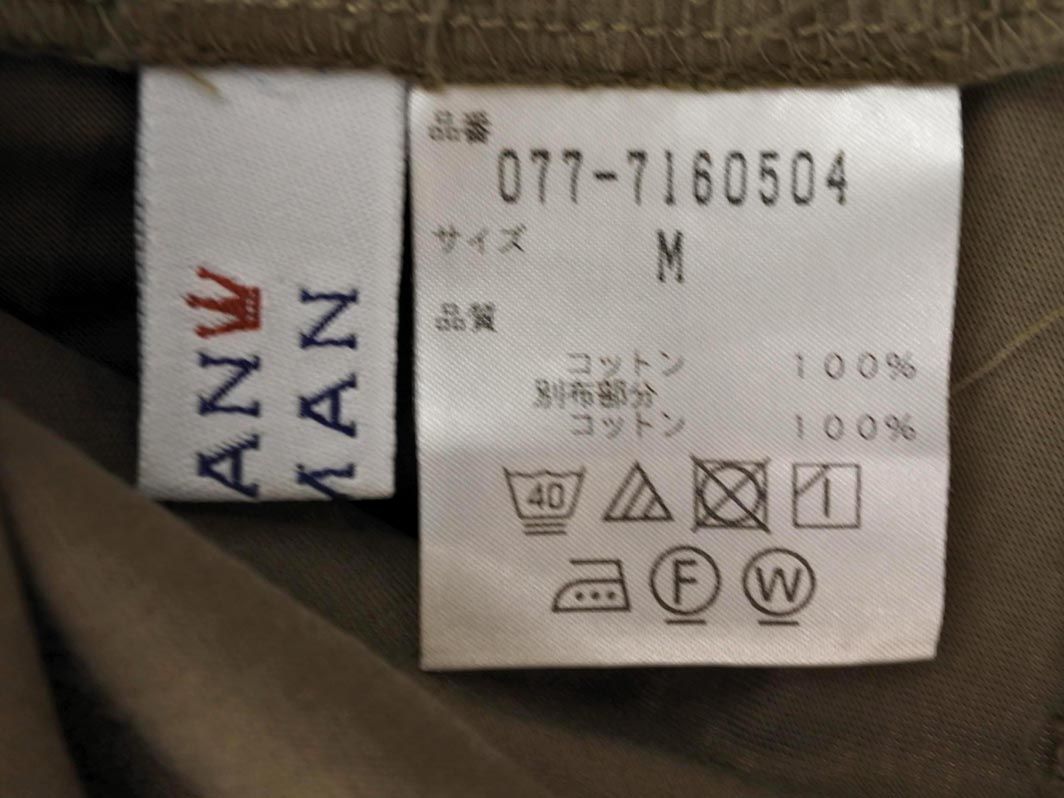 AN
MAN
品番
077-7160504
サイズ M
品質
コットン 100%
別布部分
コットン 100%
40
F
W